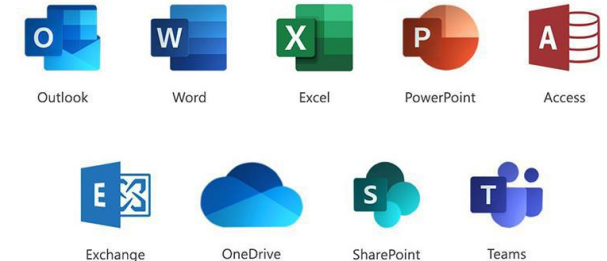 O
W
X
P
A
Outlook
Word
Excel
PowerPoint
Access
E
S
T
Exchange
OneDrive
SharePoint
Teams